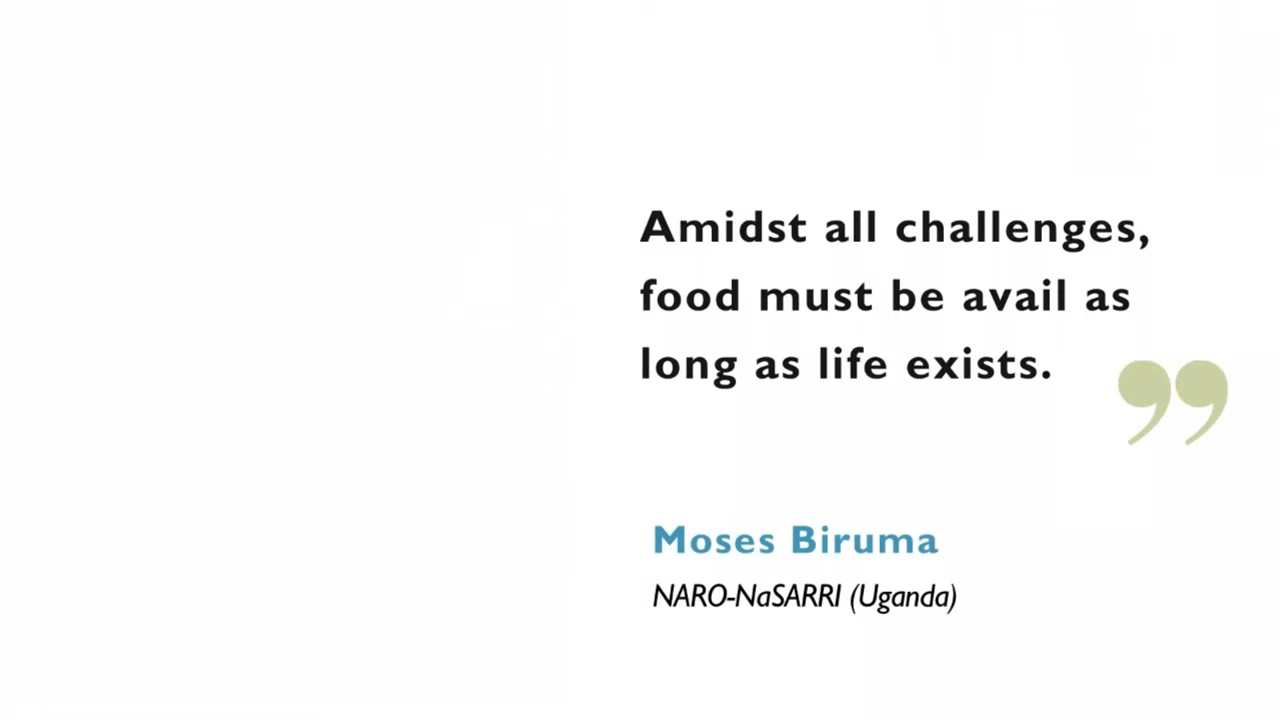 Amidst all challenges,
food must be avail as
long as life exists.
”
Moses Biruma
NARO-NaSARRI (Uganda)